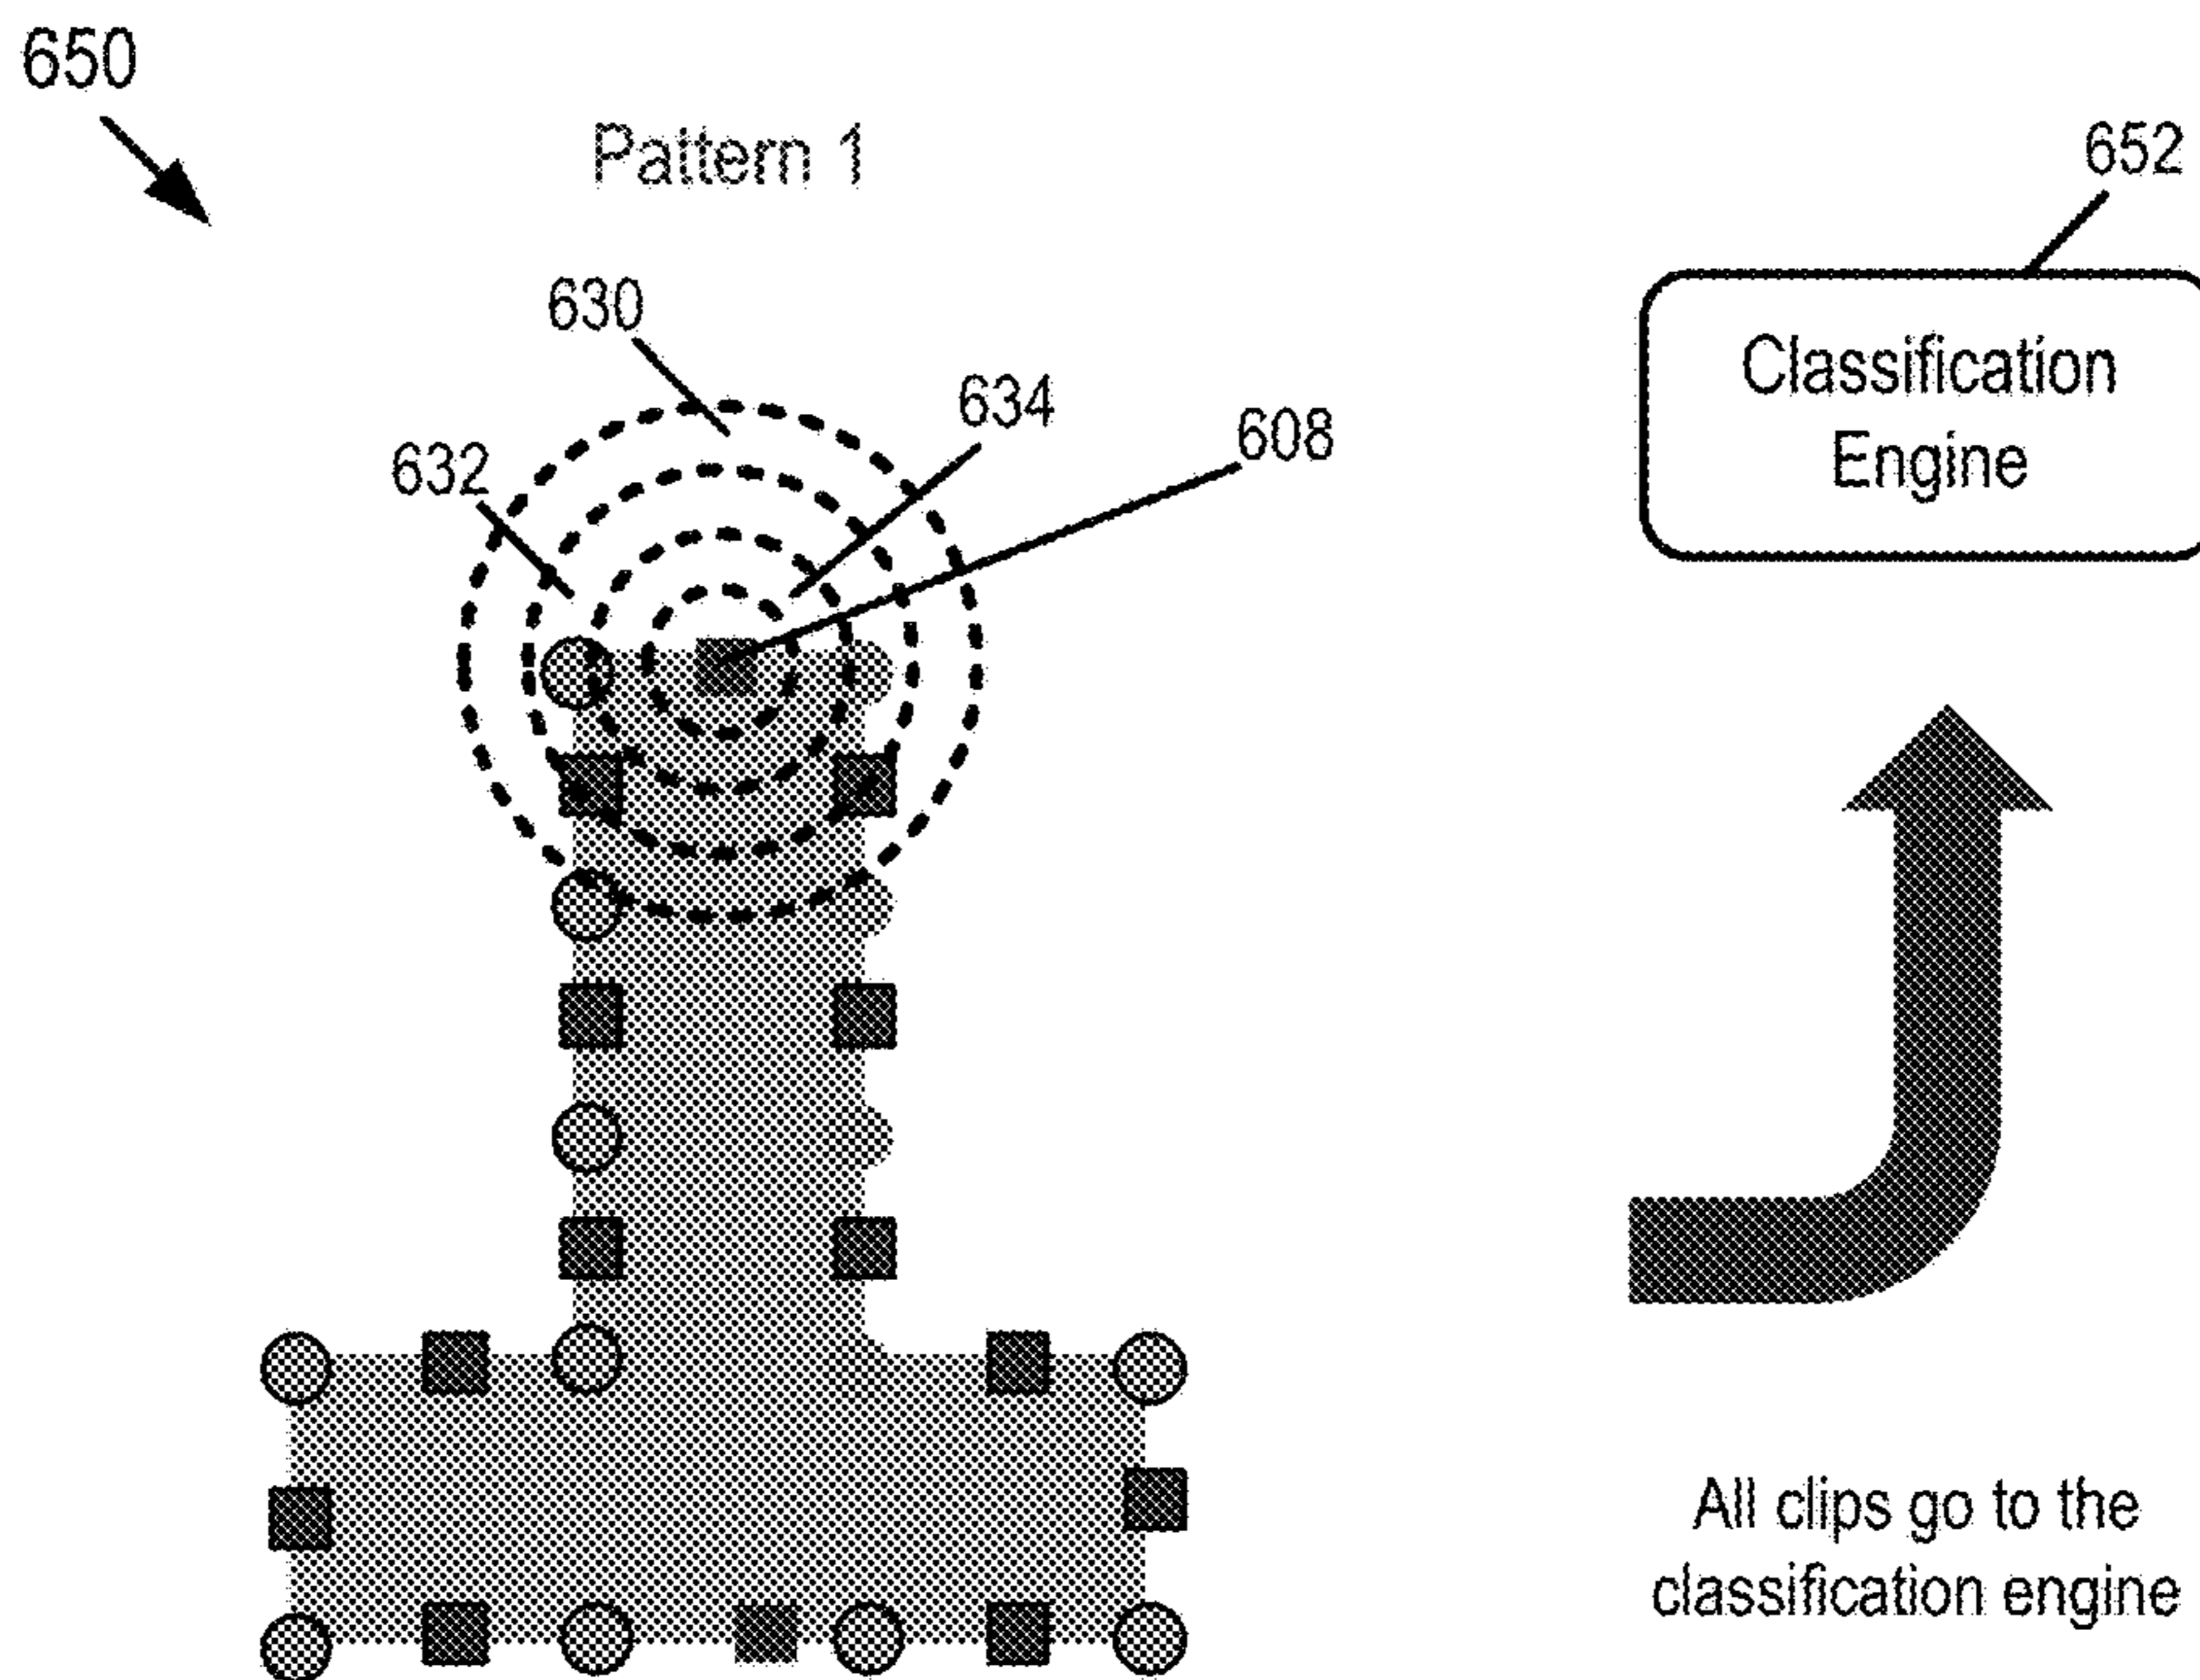 650
Pattern 1
652
630
Classification
Engine
634
608
632
All clips go to the
classification engine